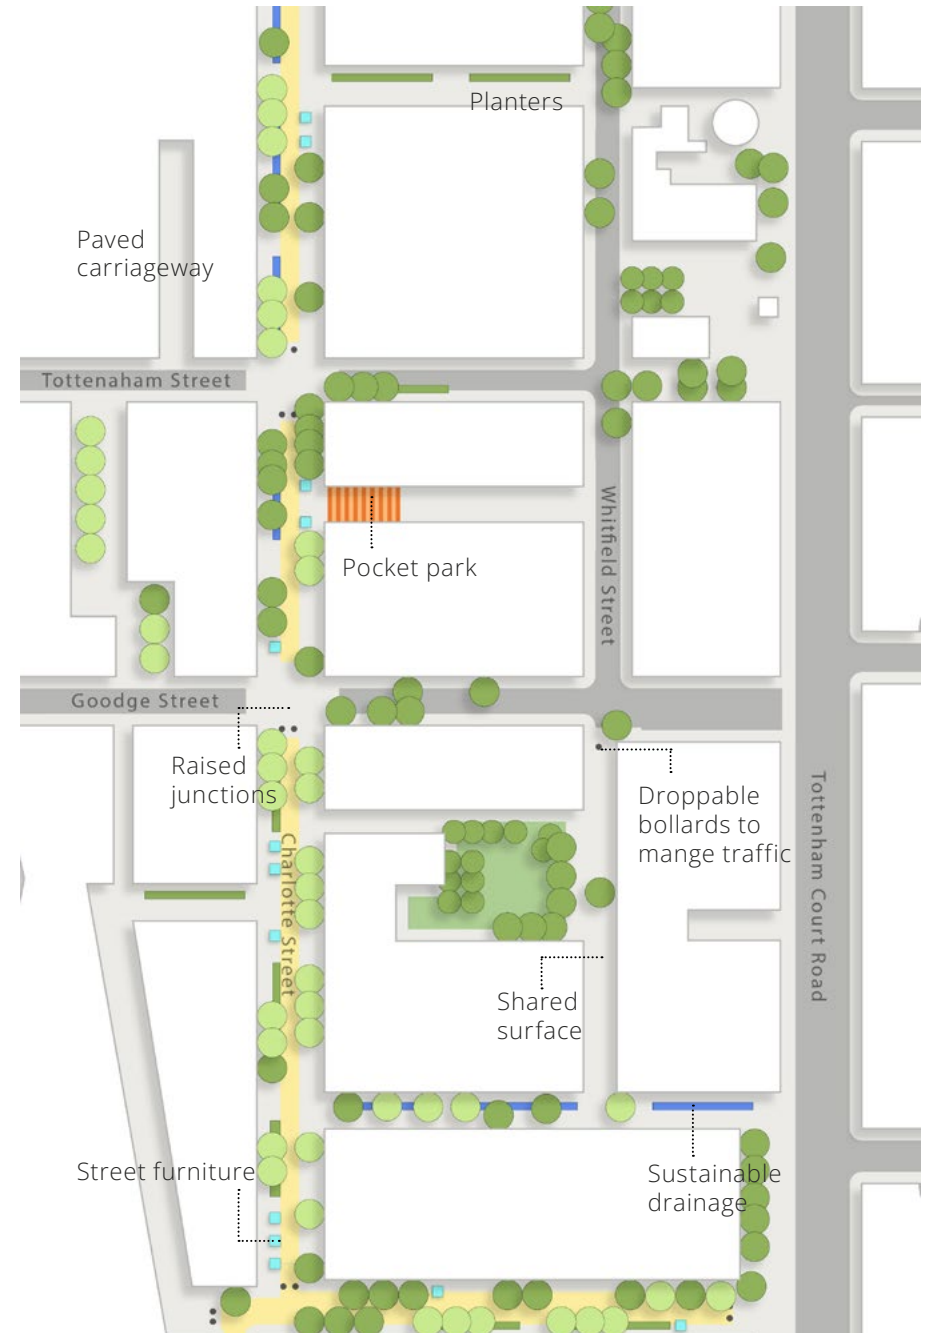 Planters
Paved
carriageway
Tottenaham Street
Whitfield Street
Pocket park
Goodge Street
Raised
junctions
Droppable
bollards to
mange traffic
Tottenham Court Road
Charlotte Street
Shared
surface
Street furniture
Sustainable
drainage